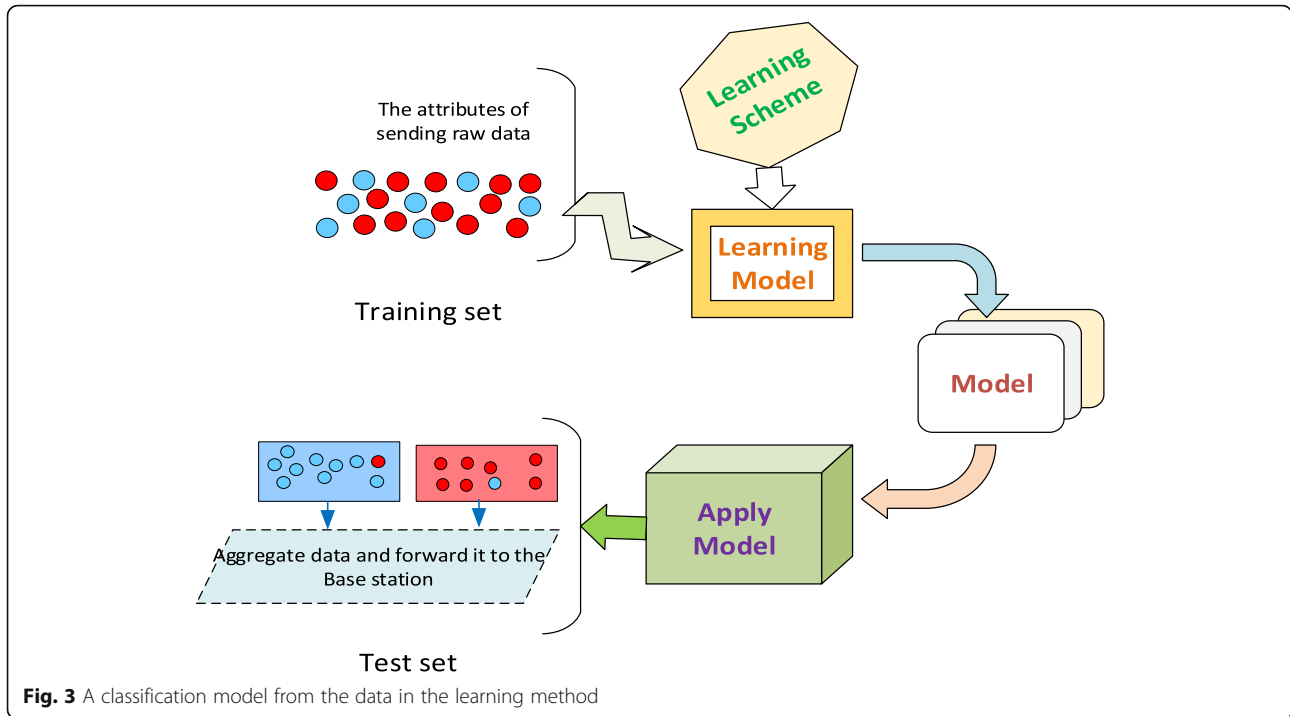 The attributes of
sending raw data
Training set
Learning
Scheme
Learning
Model
Model
Apply
Model
Aggregate data and forward it to the
Base station
Test set
Fig. 3 A classification model from the data in the learning method